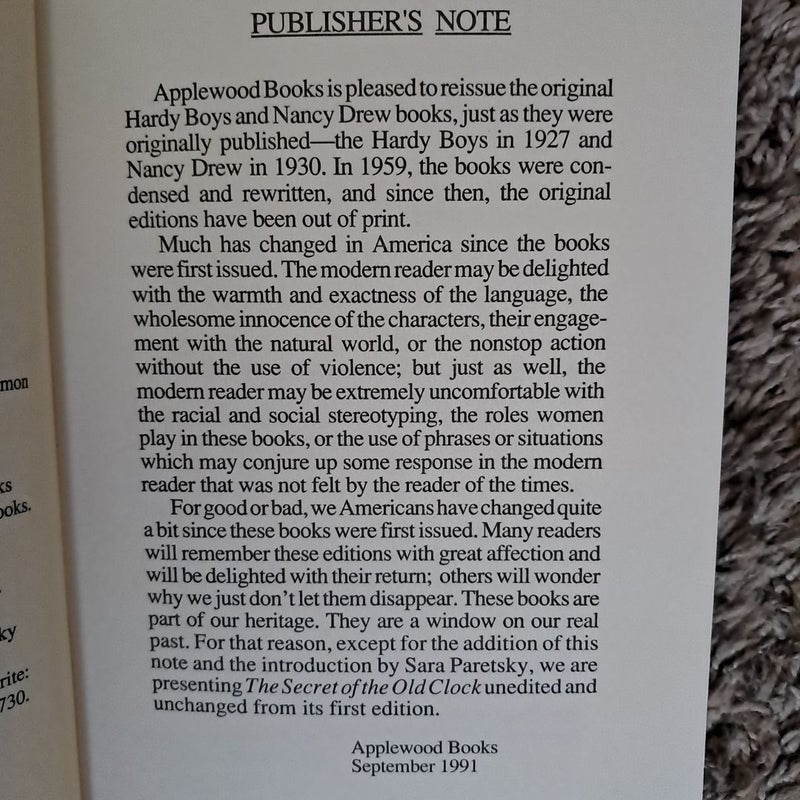 PUBLISHER'S NOTE
Applewood Books is pleased to reissue the original
Hardy Boys and Nancy Drew books, just as they were
originally published—the Hardy Boys in 1927 and
Nancy Drew in 1930. In 1959, the books were con-
densed and rewritten, and since then, the original
editions have been out of print.
Much has changed in America since the books
were first issued. The modern reader may be delighted
with the warmth and exactness of the language, the
wholesome innocence of the characters, their engage-
ment with the natural world, or the nonstop action
without the use of violence; but just as well, the
modern reader may be extremely uncomfortable with
the racial and social stereotyping, the roles women
play in these books, or the use of phrases or situations
which may conjure up some response in the modern
reader that was not felt by the reader of the times.
For good or bad, we Americans have changed quite
a bit since these books were first issued. Many readers
will remember these editions with great affection and
will be delighted with their return; others will wonder
why we just don't let them disappear. These books are
part of our heritage. They are a window on our real
past. For that reason, except for the addition of this
note and the introduction by Sara Paretsky, we are
presenting The Secret of the Old Clock unedited and
unchanged from its first edition.
Applewood Books
September 1991